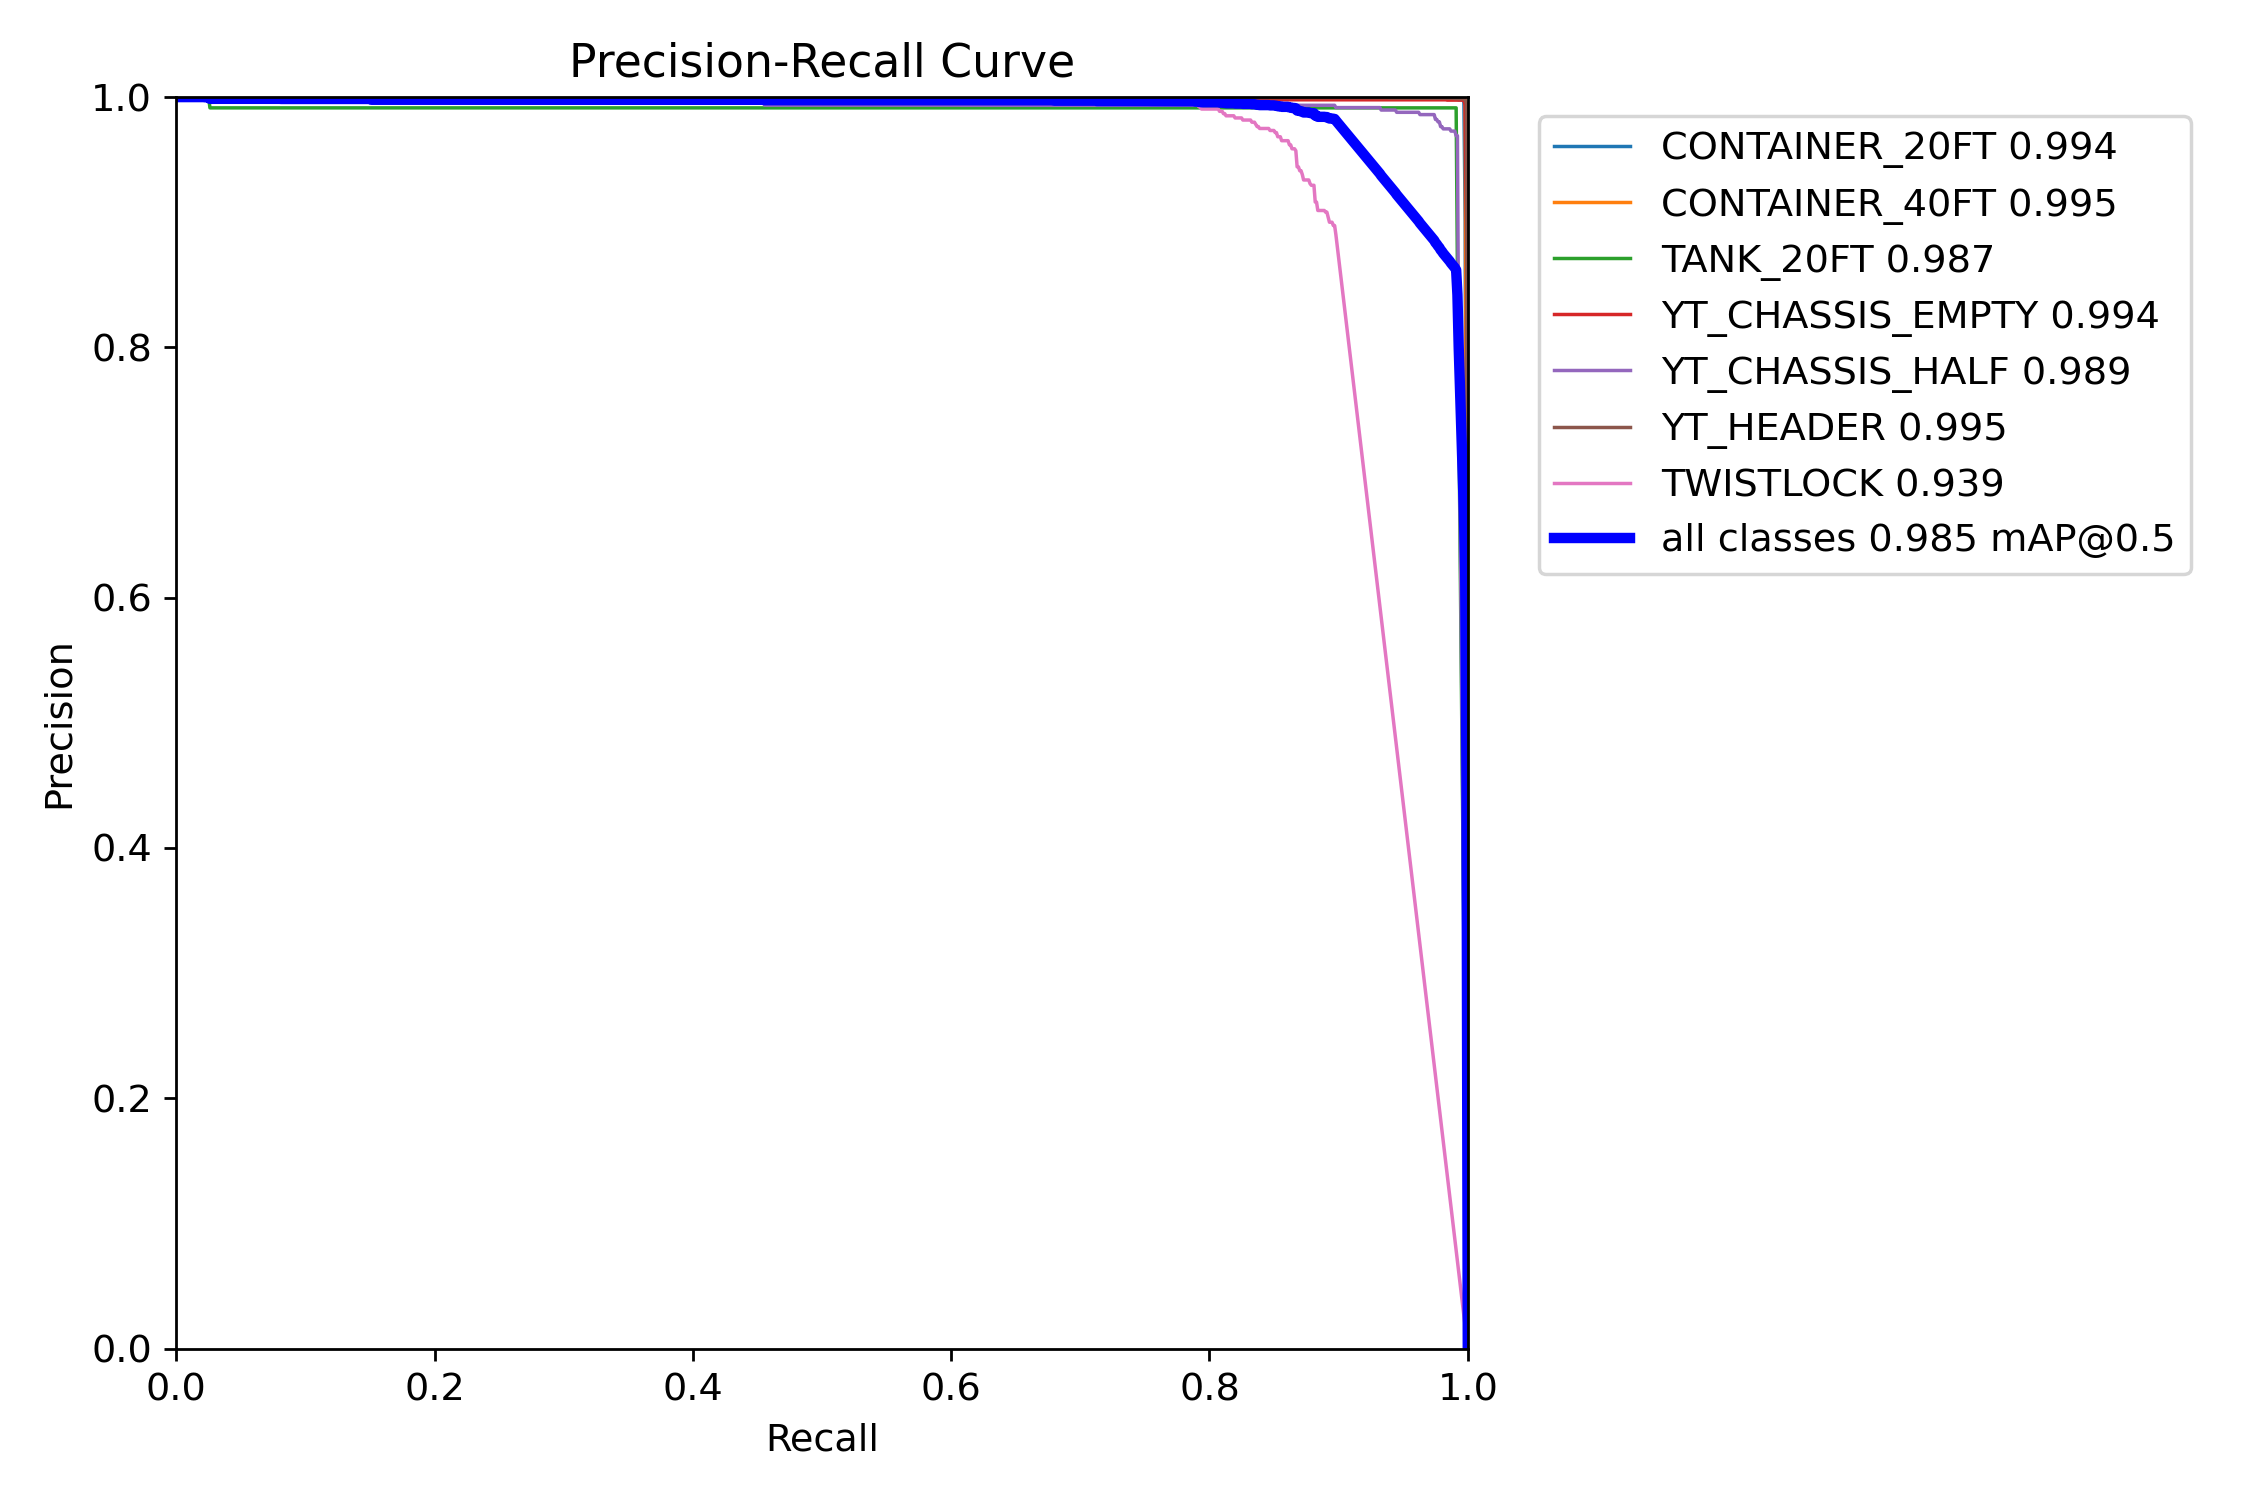 Precision-Recall Curve
1.0
0.8
0.6
0.4
0.2
0.0
Precision
0.0 0.2 0.4 0.6 0.8 1.0
Recall
CONTAINER_20FT 0.994
CONTAINER_40FT 0.995
TANK_20FT 0.987
YT_CHASSIS_EMPTY 0.994
YT_CHASSIS_HALF 0.989
YT_HEADER 0.995
TWISTLOCK 0.939
all classes 0.985 mAP@0.5